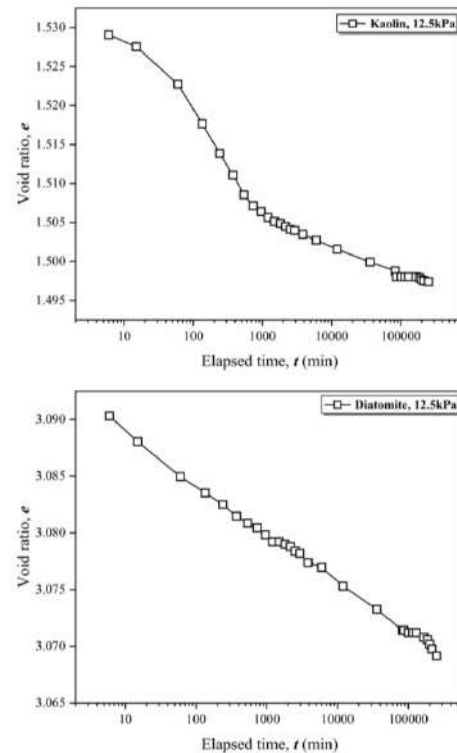 Kaolin, 12.5kPa
1.530
1.525
1.520
1.515
1.510
1.505
1.500
1.495
Void ratio, e
10 100 1000 10000 100000
Elapsed time, t (min)
Diatomite, 12.5kPa
3.090
3.085
3.080
3.075
3.070
3.065
Void ratio, e
10 100 1000 10000 100000
Elapsed time, t (min)